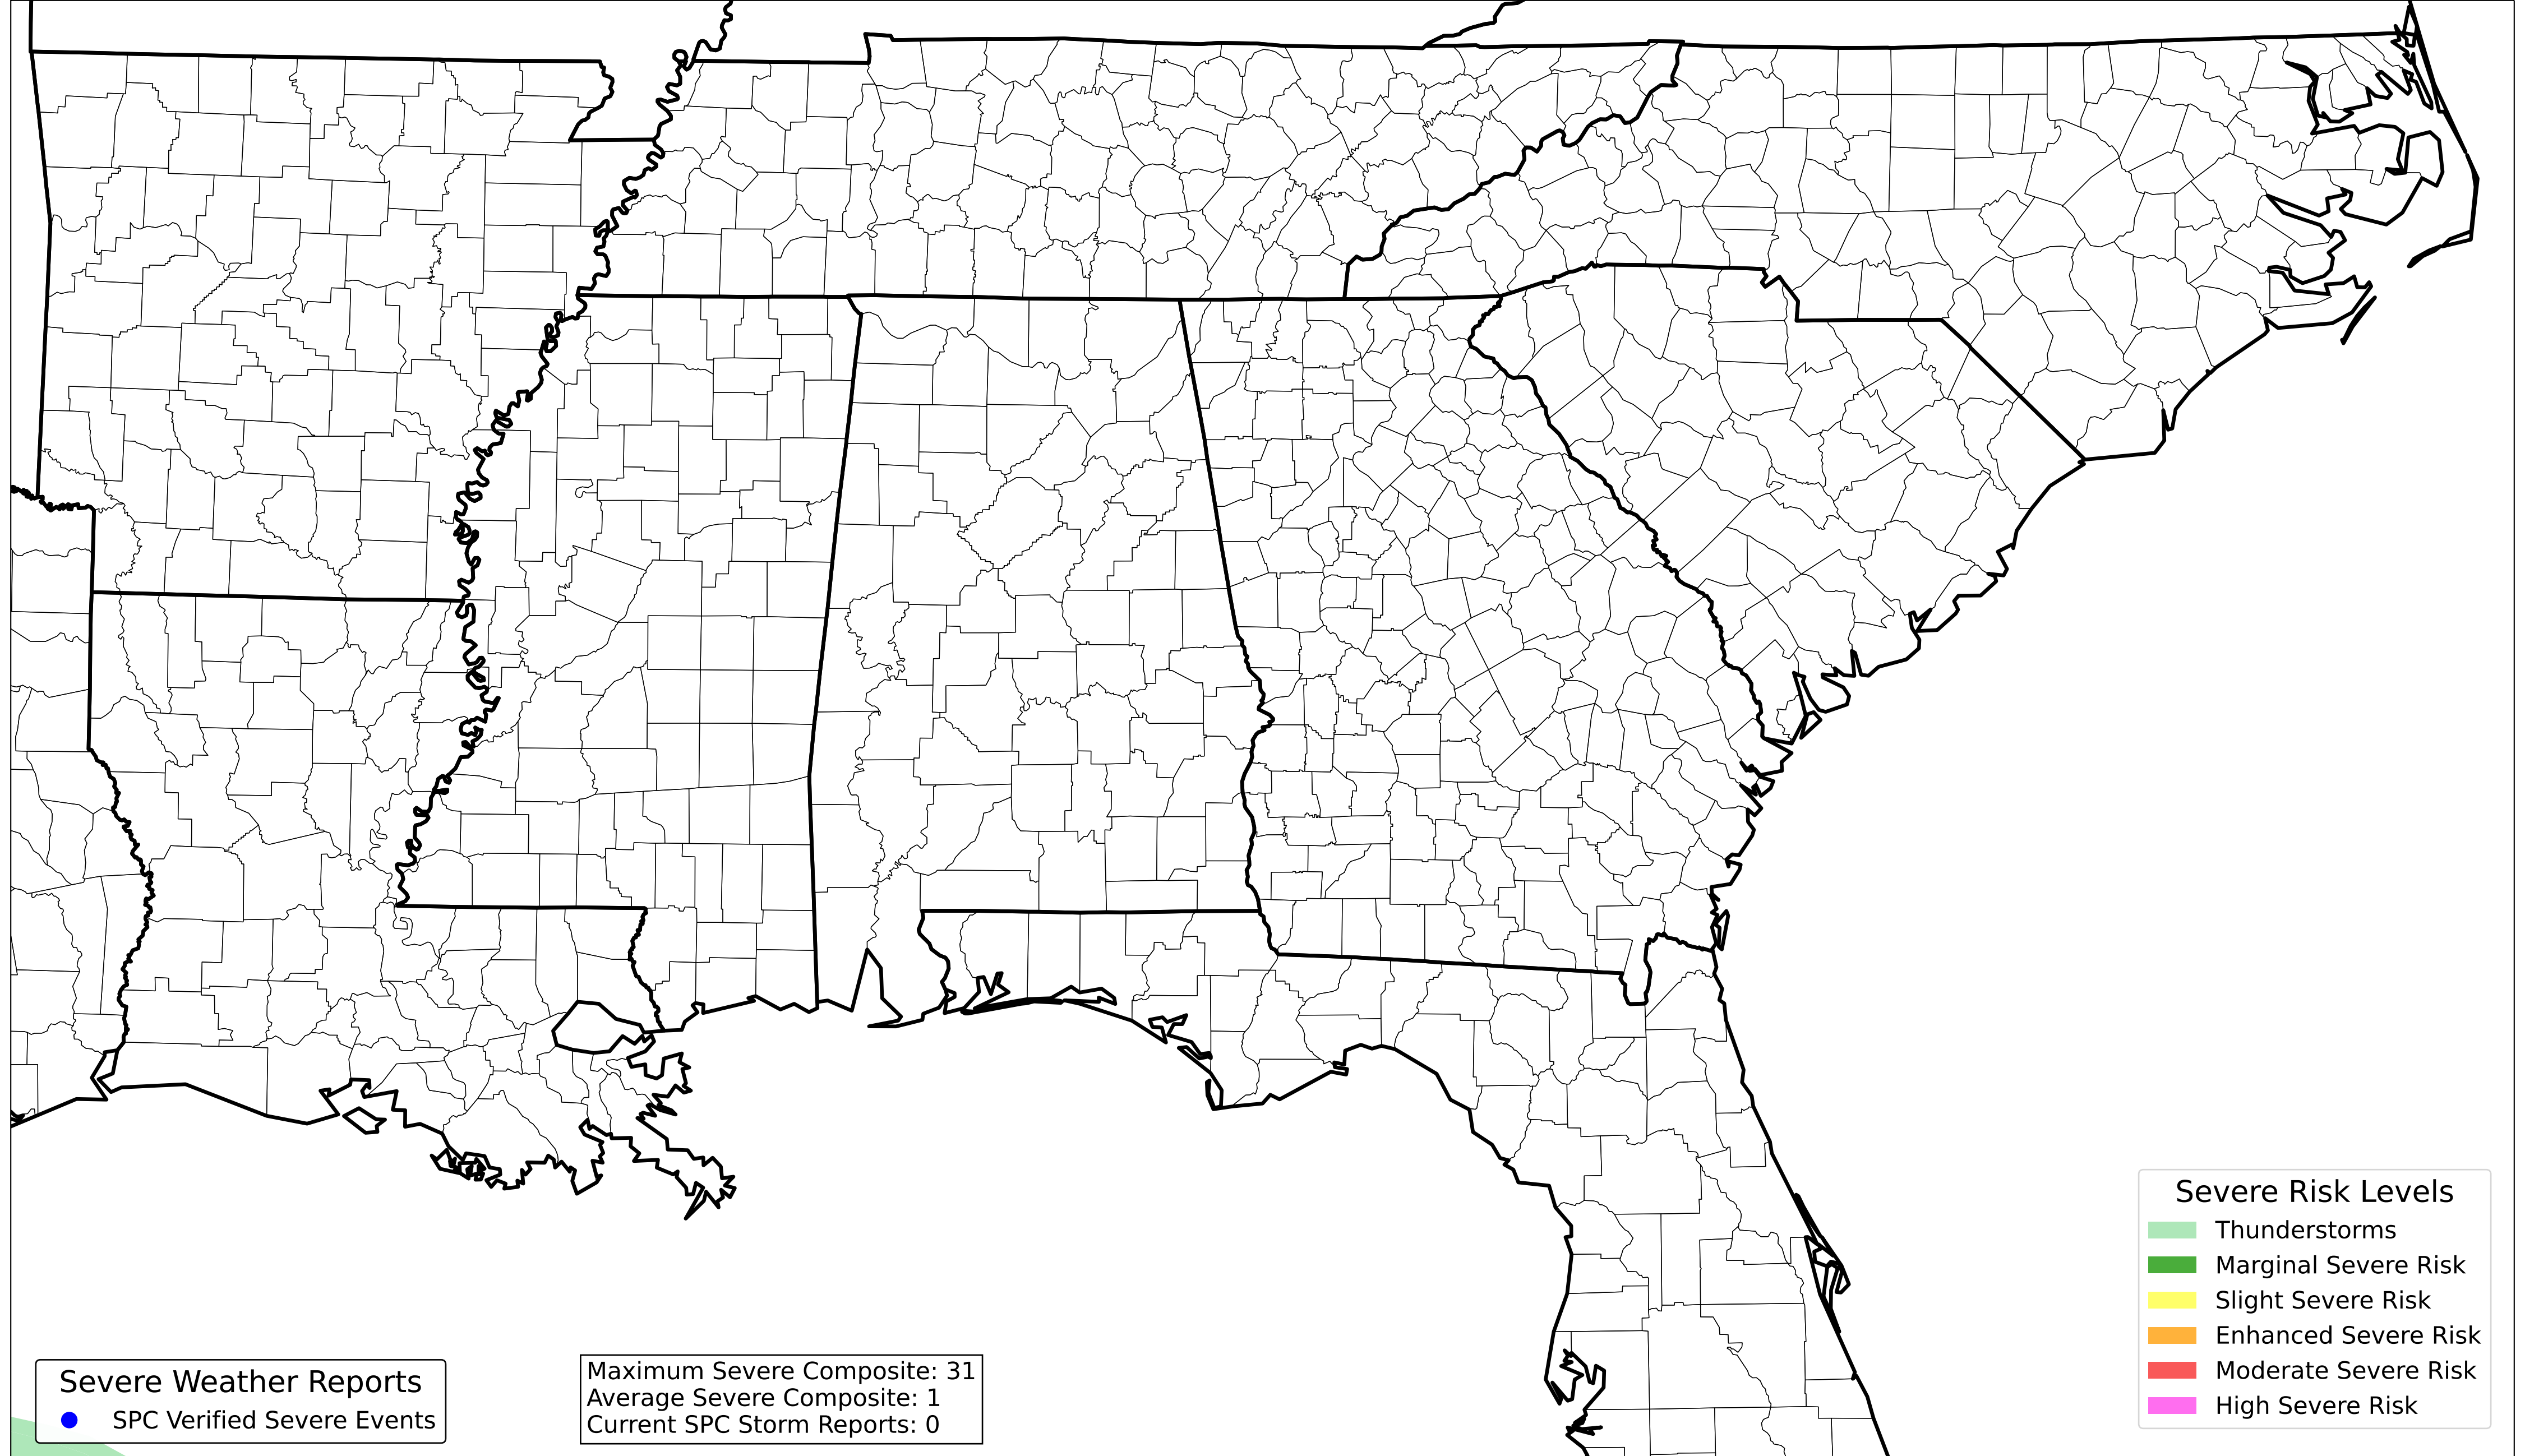 Severe Weather Reports
SPC Verified Severe Events
Maximum Severe Composite: 31
Average Severe Composite: 1
Current SPC Storm Reports: 0
Severe Risk Levels
Thunderstorms
Marginal Severe Risk
Slight Severe Risk
Enhanced Severe Risk
Moderate Severe Risk
High Severe Risk